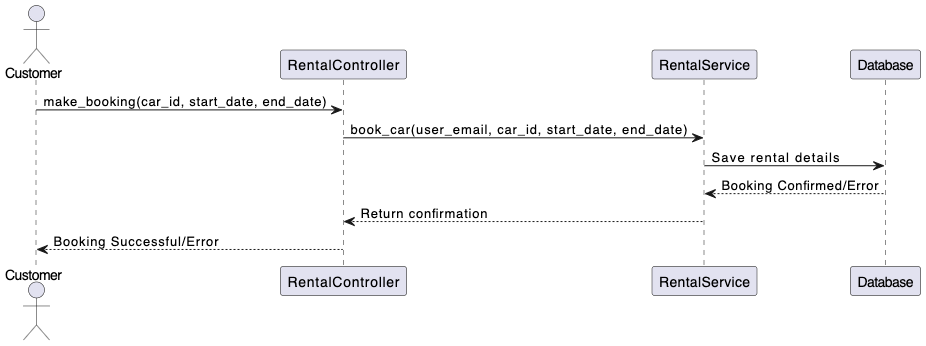 Customer
RentalController
RentalService
Database
make_booking(car_id, start_date, end_date)
book_car(user_email, car_id, start_date, end_date)
Save rental details
Booking Confirmed/Error
Return confirmation
Booking Successful/Error
Customer
RentalController
RentalService
Database